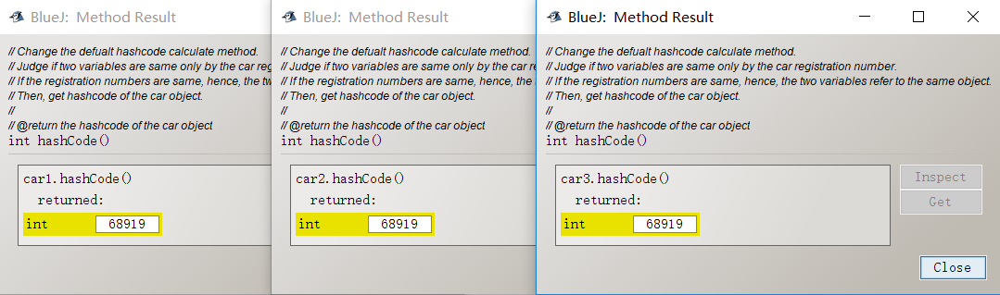 BlueJ:  Method Result
// Change the defualt hashcode calculate method.
// Judge if two variables are same only by the car reg
// If the registration numbers are same, hence, the tw
// Then, get hashcode of the car object.
//
// @return the hashcode of the car object
int hashCode()
car1.hashCode()
returned:
int 68919
BlueJ:  Method Result
// Change the defualt hashcode calculate method.
// Judge if two variables are same only by the car re
// If the registration numbers are same, hence, the
// Then, get hashcode of the car object.
//
// @return the hashcode of the car object
int hashCode()
car2.hashCode()
returned:
int 68919
BlueJ:  Method Result
// Change the defualt hashcode calculate method.
// Judge if two variables are same only by the car registration number.
// If the registration numbers are same, hence, the two variables refer to the same object.
// Then, get hashcode of the car object.
//
// @return the hashcode of the car object
int hashCode()
car3.hashCode()
returned:
int 68919
Inspect
Get
Close